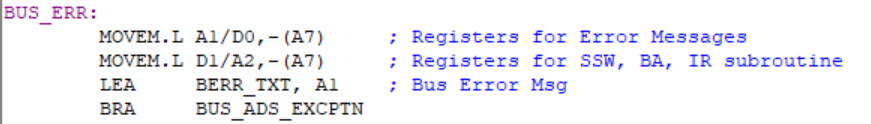 BUS_ERR:
MOVEM.L A1/D0,-(A7) ; Registers for Error Messages
MOVEM.L D1/A2,-(A7) ; Registers for SSW, BA, IR subroutine
LEA BERR_TXT, A1 ; Bus Error Msg
BRA BUS_ADS_EXCPTN